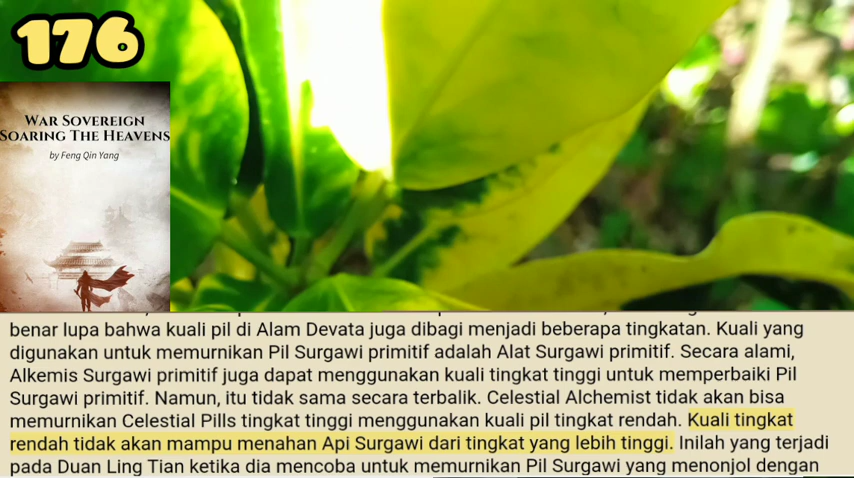 176
WAR SOVEREIGN
SOARING THE HEAVENS
by Feng Qin Yang
benar lupa bahwa kuali pil di Alam Devata juga dibagi menjadi beberapa tingkatan. Kuali yang
digunakan untuk memurnikan Pil Surgawi primitif adalah Alat Surgawi primitif. Secara alami,
Alkemis Surgawi primitif juga dapat menggunakan kuali tingkat tinggi untuk memperbaiki Pil
Surgawi primitif. Namun, itu tidak sama secara terbalik. Celestial Alchemist tidak akan bisa
memurnikan Celestial Pills tingkat tinggi menggunakan kuali pil tingkat rendah. Kuali tingkat
rendah tidak akan mampu menahan Api Surgawi dari tingkat yang lebih tinggi. Inilah yang terjadi
pada Duan Ling Tian ketika dia mencoba untuk memurnikan Pil Surgawi yang menonjol dengan